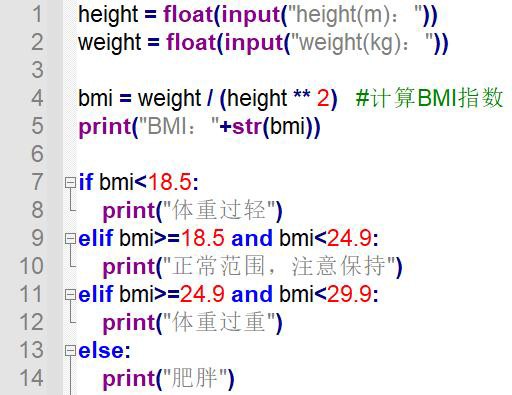 1 height = float(input("height(m)："))
2 weight = float(input("weight(kg)："))
3
4 bmi = weight / (height ** 2)   #计算BMI指数
5 print("BMI："+str(bmi))
6
7 if bmi<18.5:
8     print("体重过轻")
9 elif bmi>=18.5 and bmi<24.9:
10     print("正常范围，注意保持")
11 elif bmi>=24.9 and bmi<29.9:
12     print("体重过重")
13 else:
14     print("肥胖")